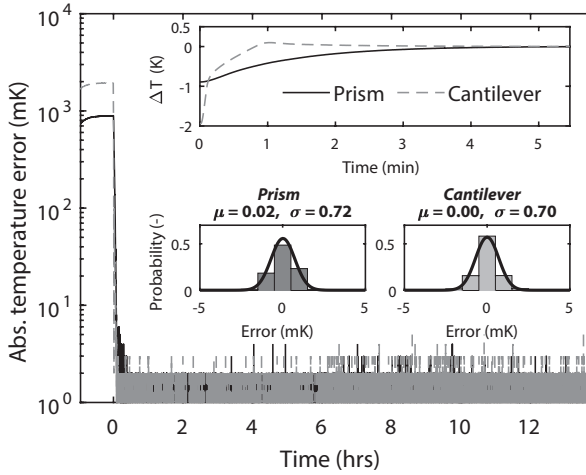 ΔT (K)
0
-1
-2
Prism
Cantilever
0 1 2 3 4 5
Time (min)
Abs. temperature error (mK)
10⁴
10³
10²
10¹
10⁰
Prism
μ = 0.02, σ = 0.72
Probability (-)
0.5
0
-5 0 5
Error (mK)
Cantilever
μ = 0.00, σ = 0.70
0.5
0
-5 0 5
Error (mK)
0 2 4 6 8 10 12
Time (hrs)